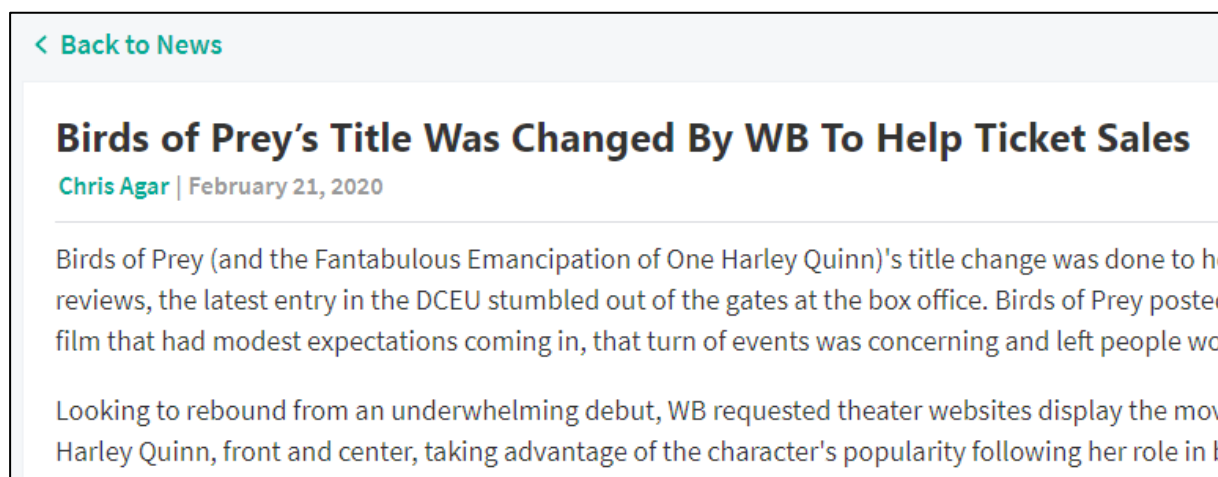 Back to News
Birds of Prey’s Title Was Changed By WB To Help Ticket Sales
Chris Agar | February 21, 2020
Birds of Prey (and the Fantabulous Emancipation of One Harley Quinn)'s title change was done to
reviews, the latest entry in the DCEU stumbled out of the gates at the box office. Birds of Prey
film that had modest expectations coming in, that turn of events was concerning and left people
Looking to rebound from an underwhelming debut, WB requested theater websites display the
Harley Quinn, front and center, taking advantage of the character's popularity following her role in